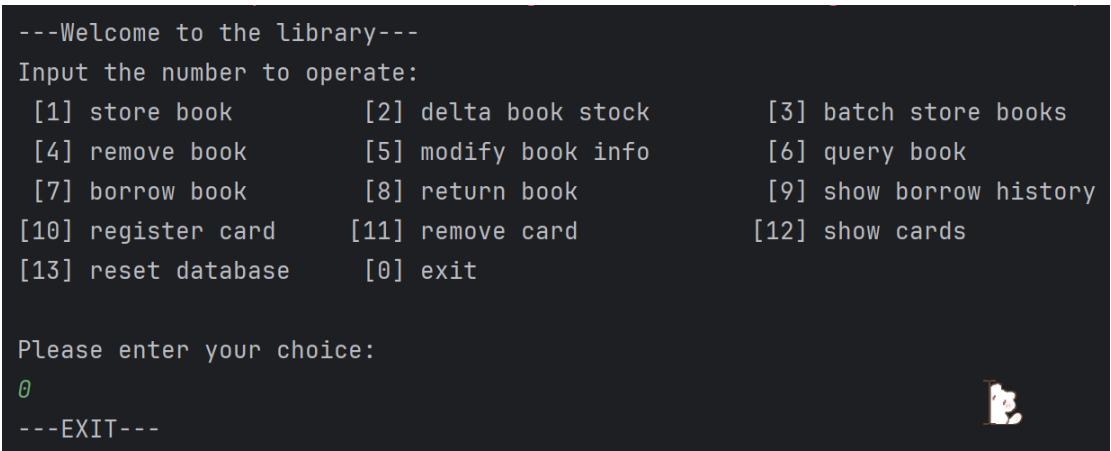 ---Welcome to the library---
Input the number to operate:
[1] store book [2] delta book stock [3] batch store books
[4] remove book [5] modify book info [6] query book
[7] borrow book [8] return book [9] show borrow history
[10] register card [11] remove card [12] show cards
[13] reset database [0] exit
Please enter your choice:
0
---EXIT---